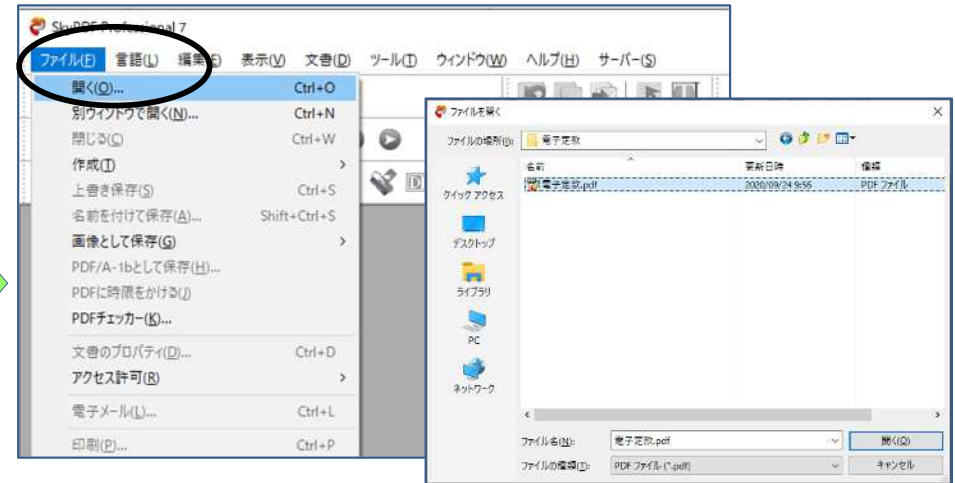 SkyPDF Professional 7
ファイル(F) 言語(L) 編集(E) 表示(V) 文書(D) ツール(T) ウィンドウ(W) ヘルプ(H) サーバー(S)
開く(O)... Ctrl+O
別ウィンドウで開く(N)... Ctrl+N
閉じる(C) Ctrl+W
作成(T) >
上書き保存(S) Ctrl+S
名前を付けて保存(A)... Shift+Ctrl+S
画像として保存(G) >
PDF/A-1bとして保存(H)...
PDFに時限をかける(J)
PDFチェッカー(K)...
文書のプロパティ(D)... Ctrl+D
アクセス許可(R) >
電子メール(L)... Ctrl+L
印刷(P)... Ctrl+P
ファイルを開く
ファイルの場所(I): 電子定款
名前 更新日時 種類
電子定款.pdf 2020/09/24 9:56 PDF ファイル
クイック アクセス
デスクトップ
ライブラリ
PC
ネットワーク
ファイル名(N): 電子定款.pdf 開く(O)
ファイルの種類(T): PDF ファイル (*.pdf) キャンセル